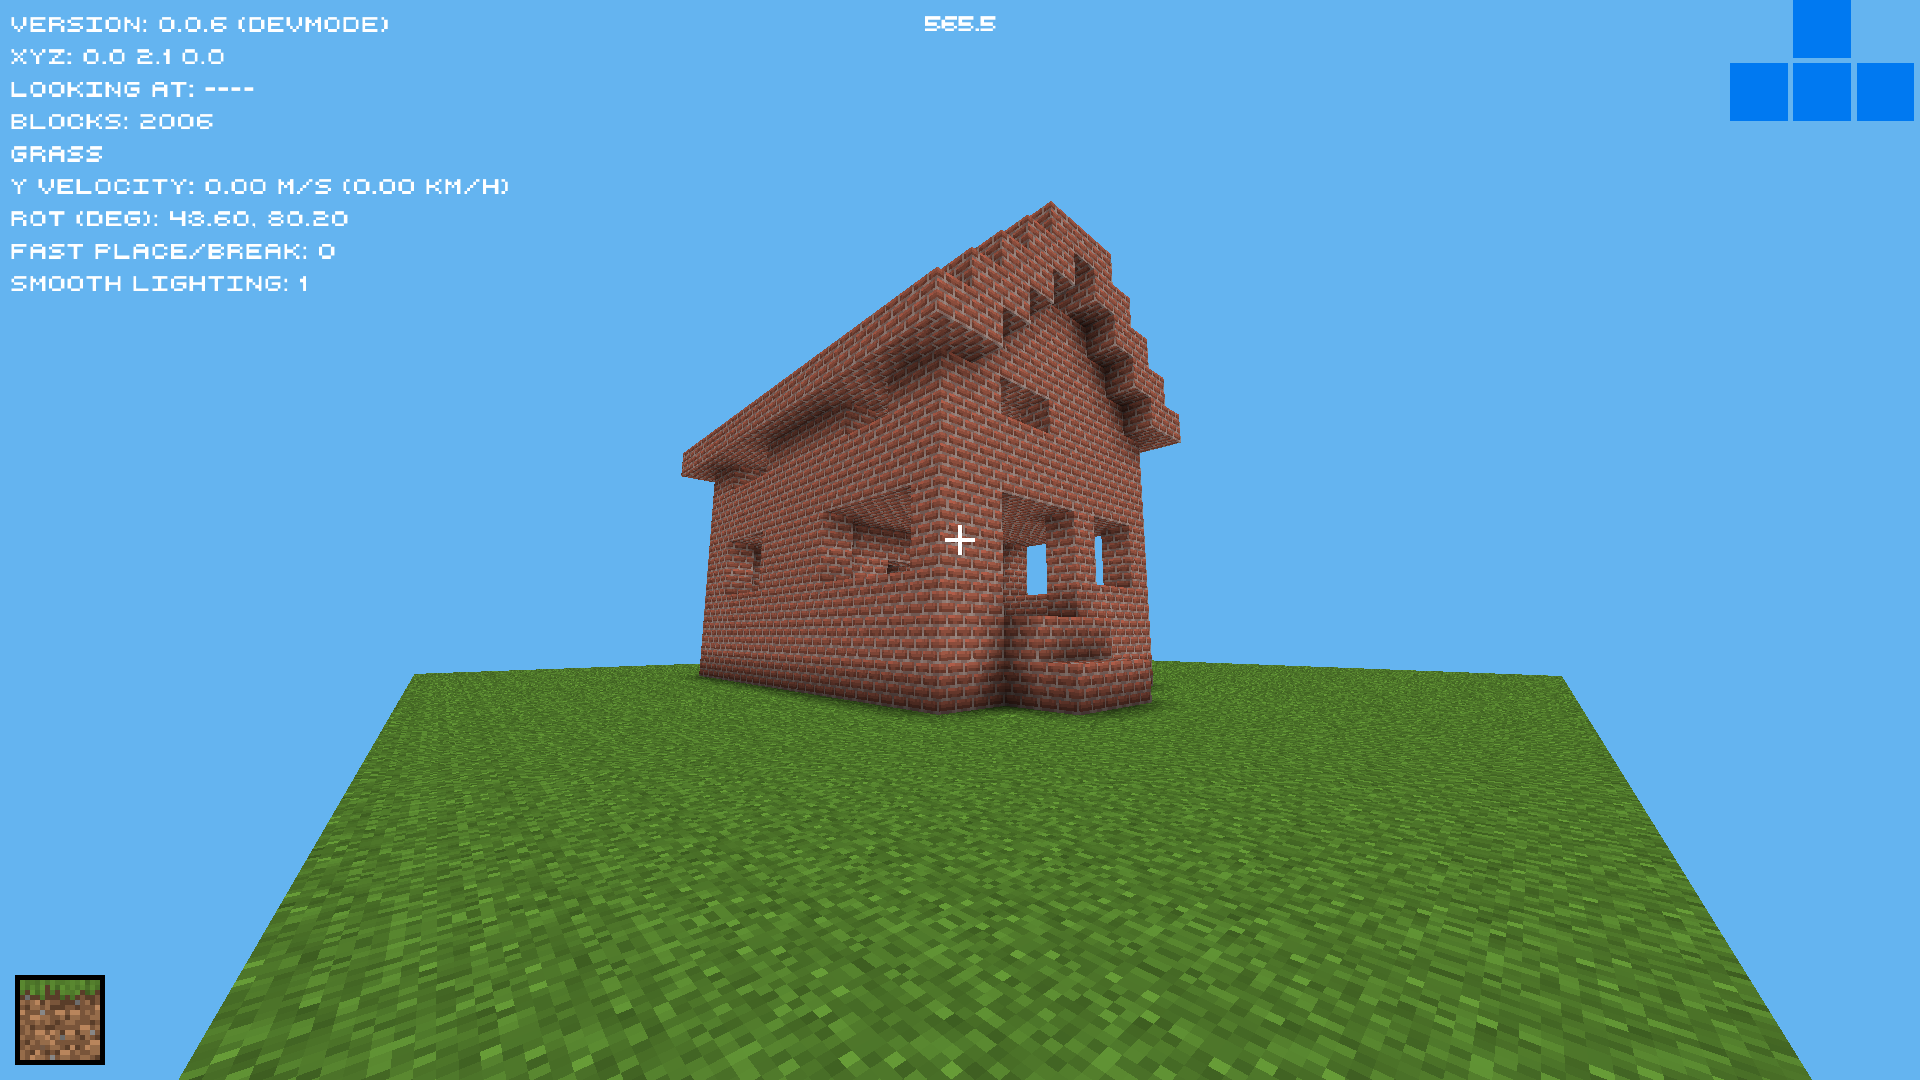 VERSION: 0.0.6 (DEVMODE)
565.5
XYZ: 0.0 2.1 0.0
LOOKING AT: ----
BLOCKS: 2006
GRASS
Y VELOCITY: 0.00 M/S (0.00 KM/H)
ROT (DEG): 43.60, 80.20
FAST PLACE/BREAK: 0
SMOOTH LIGHTING: 1